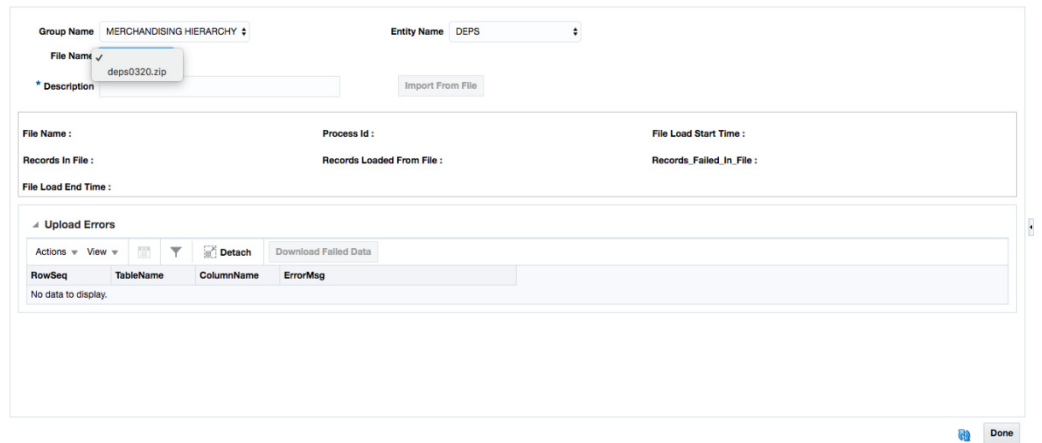 Group Name MERCHANDISING HIERARCHY Entity Name DEPS
File Name
deps0320.zip
* Description Import From File
File Name : Process Id : File Load Start Time :
Records In File : Records Loaded From File : Records_Failed_In_File :
File Load End Time :
Upload Errors
Actions View Detach Download Failed Data
RowSeq TableName ColumnName ErrorMsg
No data to display.
Done